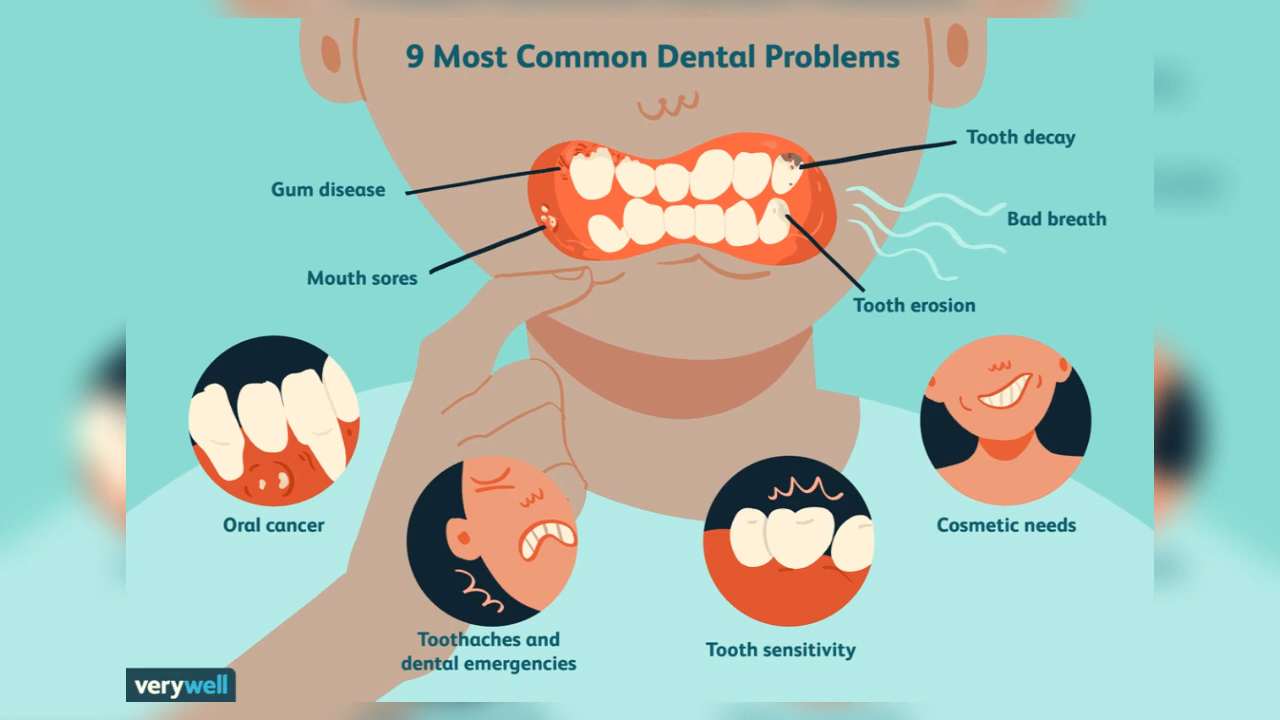 9 Most Common Dental Problems
Tooth decay
Gum disease
Bad breath
Mouth sores
Tooth erosion
Oral cancer
Cosmetic needs
Toothaches and
dental emergencies
Tooth sensitivity
verywell